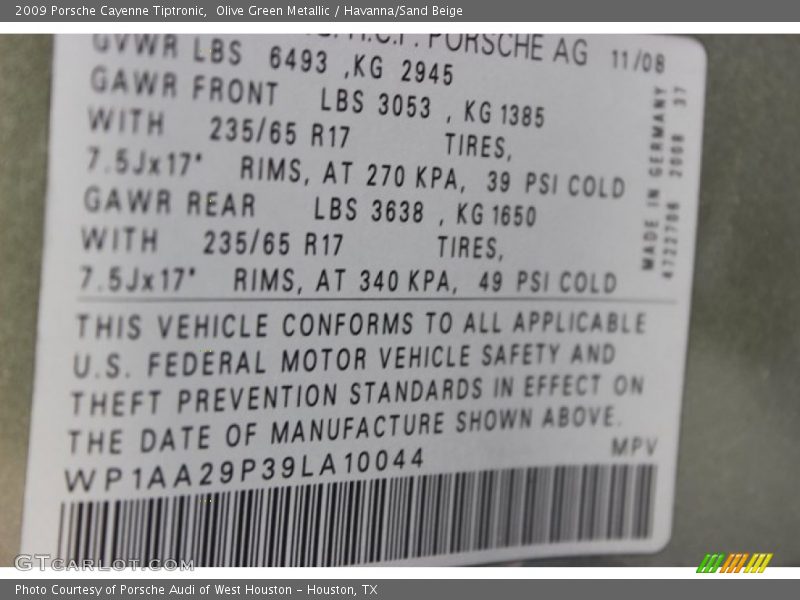 2009 Porsche Cayenne Tiptronic,  Olive Green Metallic / Havanna/Sand Beige
PORSCHE AG 11/08
GVWR LBS 6493 ,KG 2945
GAWR FRONT LBS 3053 , KG 1385
WITH 235/65 R17 TIRES,
7.5Jx17" RIMS, AT 270 KPA, 39 PSI COLD
GAWR REAR LBS 3638 , KG 1650
WITH 235/65 R17 TIRES,
7.5Jx17" RIMS, AT 340 KPA, 49 PSI COLD
THIS VEHICLE CONFORMS TO ALL APPLICABLE
U.S. FEDERAL MOTOR VEHICLE SAFETY AND
THEFT PREVENTION STANDARDS IN EFFECT ON
THE DATE OF MANUFACTURE SHOWN ABOVE.
WP1AA29P39LA10044 MPV
MADE IN GERMANY
4722706 2008 37
GTCARLOT.COM
Photo Courtesy of Porsche Audi of West Houston - Houston, TX